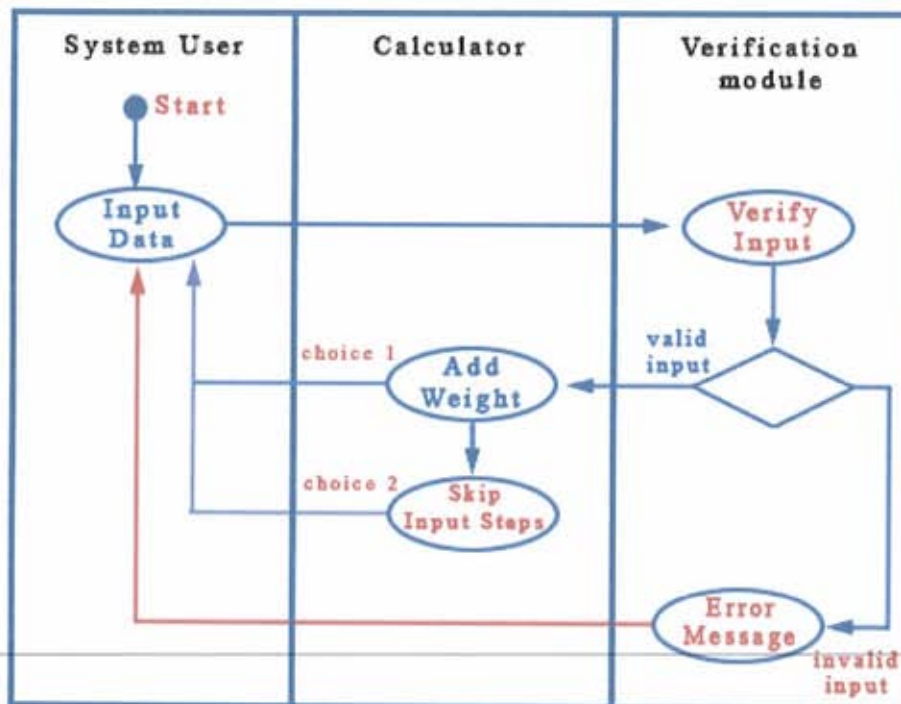 System User
Calculator
Verification
module
Start
Input
Data
Verify
Input
choice 1
Add
Weight
valid
input
choice 2
Skip
Input Steps
Error
Message
invalid
input